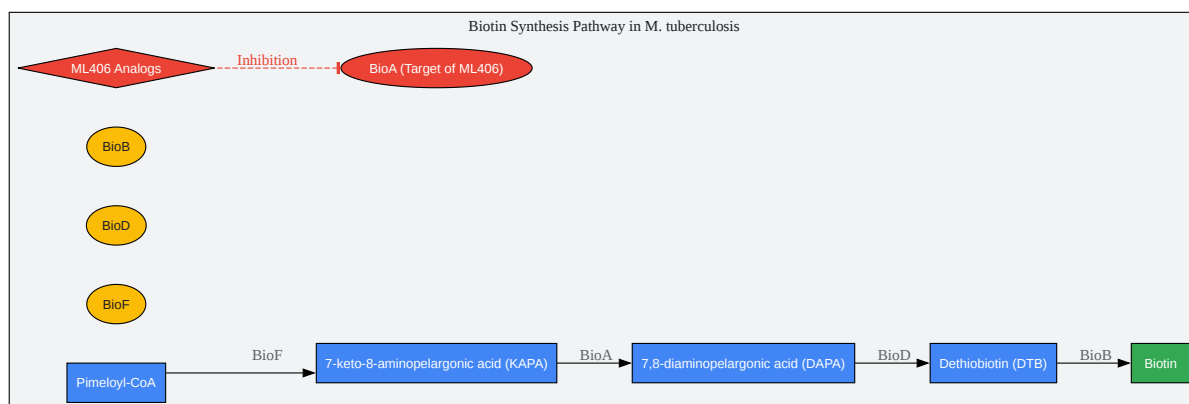 Biotin Synthesis Pathway in M. tuberculosis
ML406 Analogs
Inhibition
BioA (Target of ML406)
BioB
BioD
BioF
Pimeloyl-CoA
BioF
7-keto-8-aminopelargonic acid (KAPA)
BioA
7,8-diaminopelargonic acid (DAPA)
BioD
Dethiobiotin (DTB)
BioB
Biotin